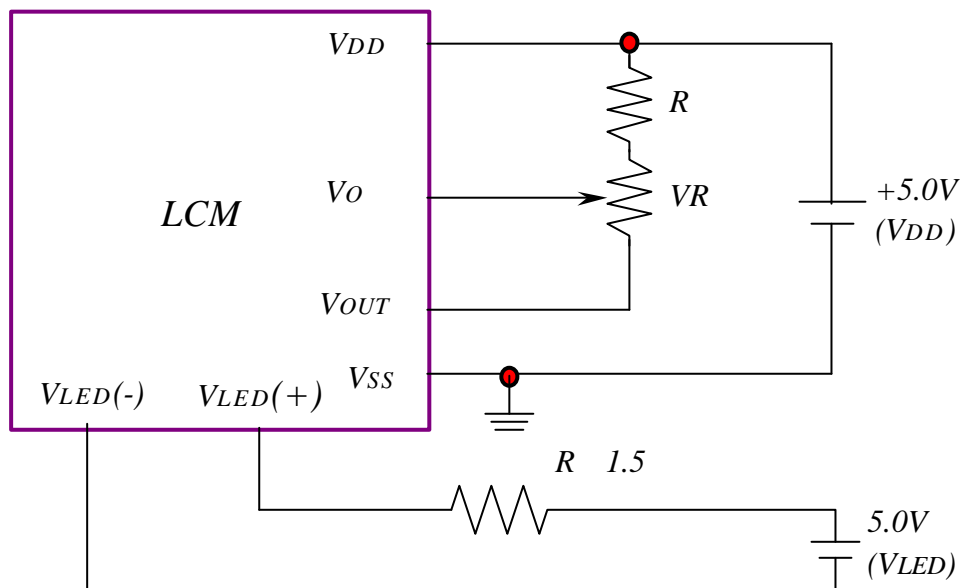 VDD
R
VO
VR
LCM
+5.0V
(VDD)
VOUT
VSS
VLED(-)
VLED(+)
R 1.5
5.0V
(VLED)